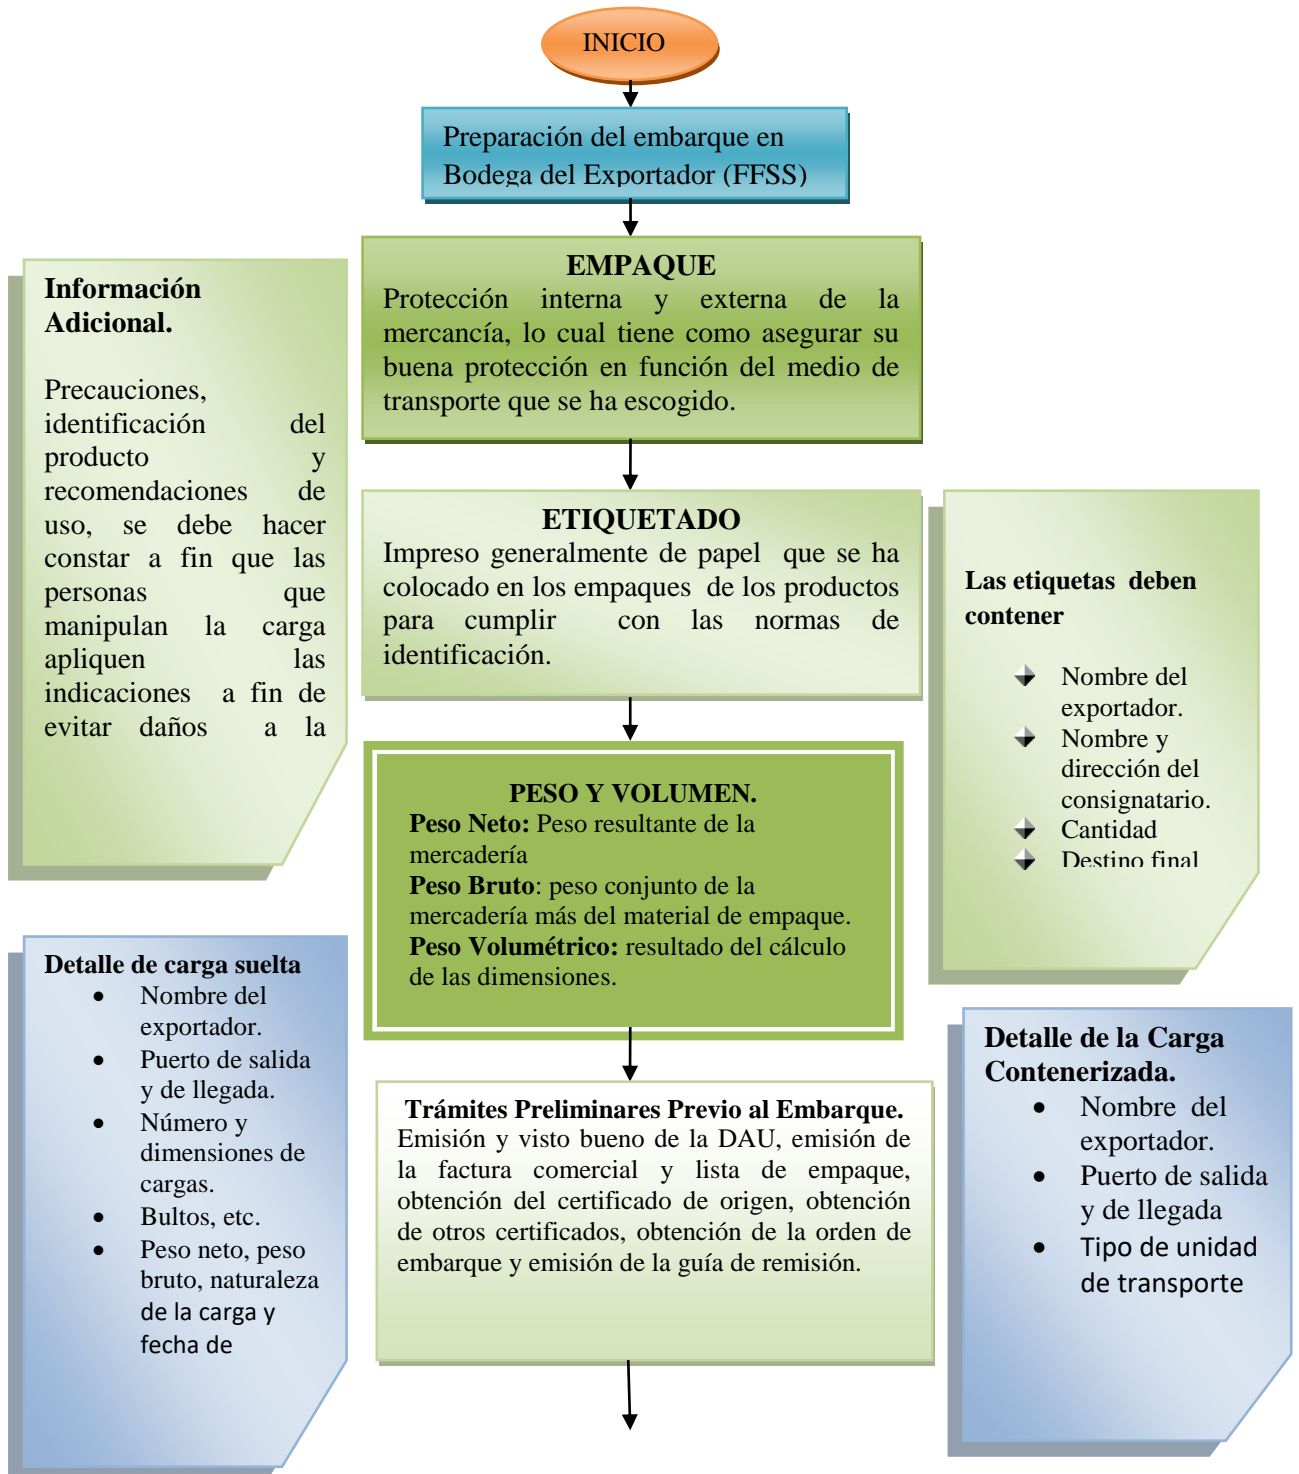 INICIO
Preparación del embarque en
Bodega del Exportador (FFSS)
EMPAQUE
Protección interna y externa de la
mercancía, lo cual tiene como asegurar su
buena protección en función del medio de
transporte que se ha escogido.
Información
Adicional.
Precauciones,
identificación del
producto y
recomendaciones de
uso, se debe hacer
constar a fin que las
personas que
manipulan la carga
apliquen las
indicaciones a fin de
evitar daños a la
ETIQUETADO
Impreso generalmente de papel que se ha
colocado en los empaques de los productos
para cumplir con las normas de
identificación.
Las etiquetas deben
contener
Nombre del
exportador.
Nombre y
dirección del
consignatario.
Cantidad
Destino final
PESO Y VOLUMEN.
Peso Neto: Peso resultante de la
mercadería
Peso Bruto: peso conjunto de la
mercadería más del material de empaque.
Peso Volumétrico: resultado del cálculo
de las dimensiones.
Detalle de carga suelta
• Nombre del
exportador.
• Puerto de salida
y de llegada.
• Número y
dimensiones de
cargas.
• Bultos, etc.
• Peso neto, peso
bruto, naturaleza
de la carga y
fecha de
Detalle de la Carga
Contenerizada.
• Nombre del
exportador.
• Puerto de salida
y de llegada
• Tipo de unidad
de transporte
Trámites Preliminares Previo al Embarque.
Emisión y visto bueno de la DAU, emisión de
la factura comercial y lista de empaque,
obtención del certificado de origen, obtención
de otros certificados, obtención de la orden de
embarque y emisión de la guía de remisión.